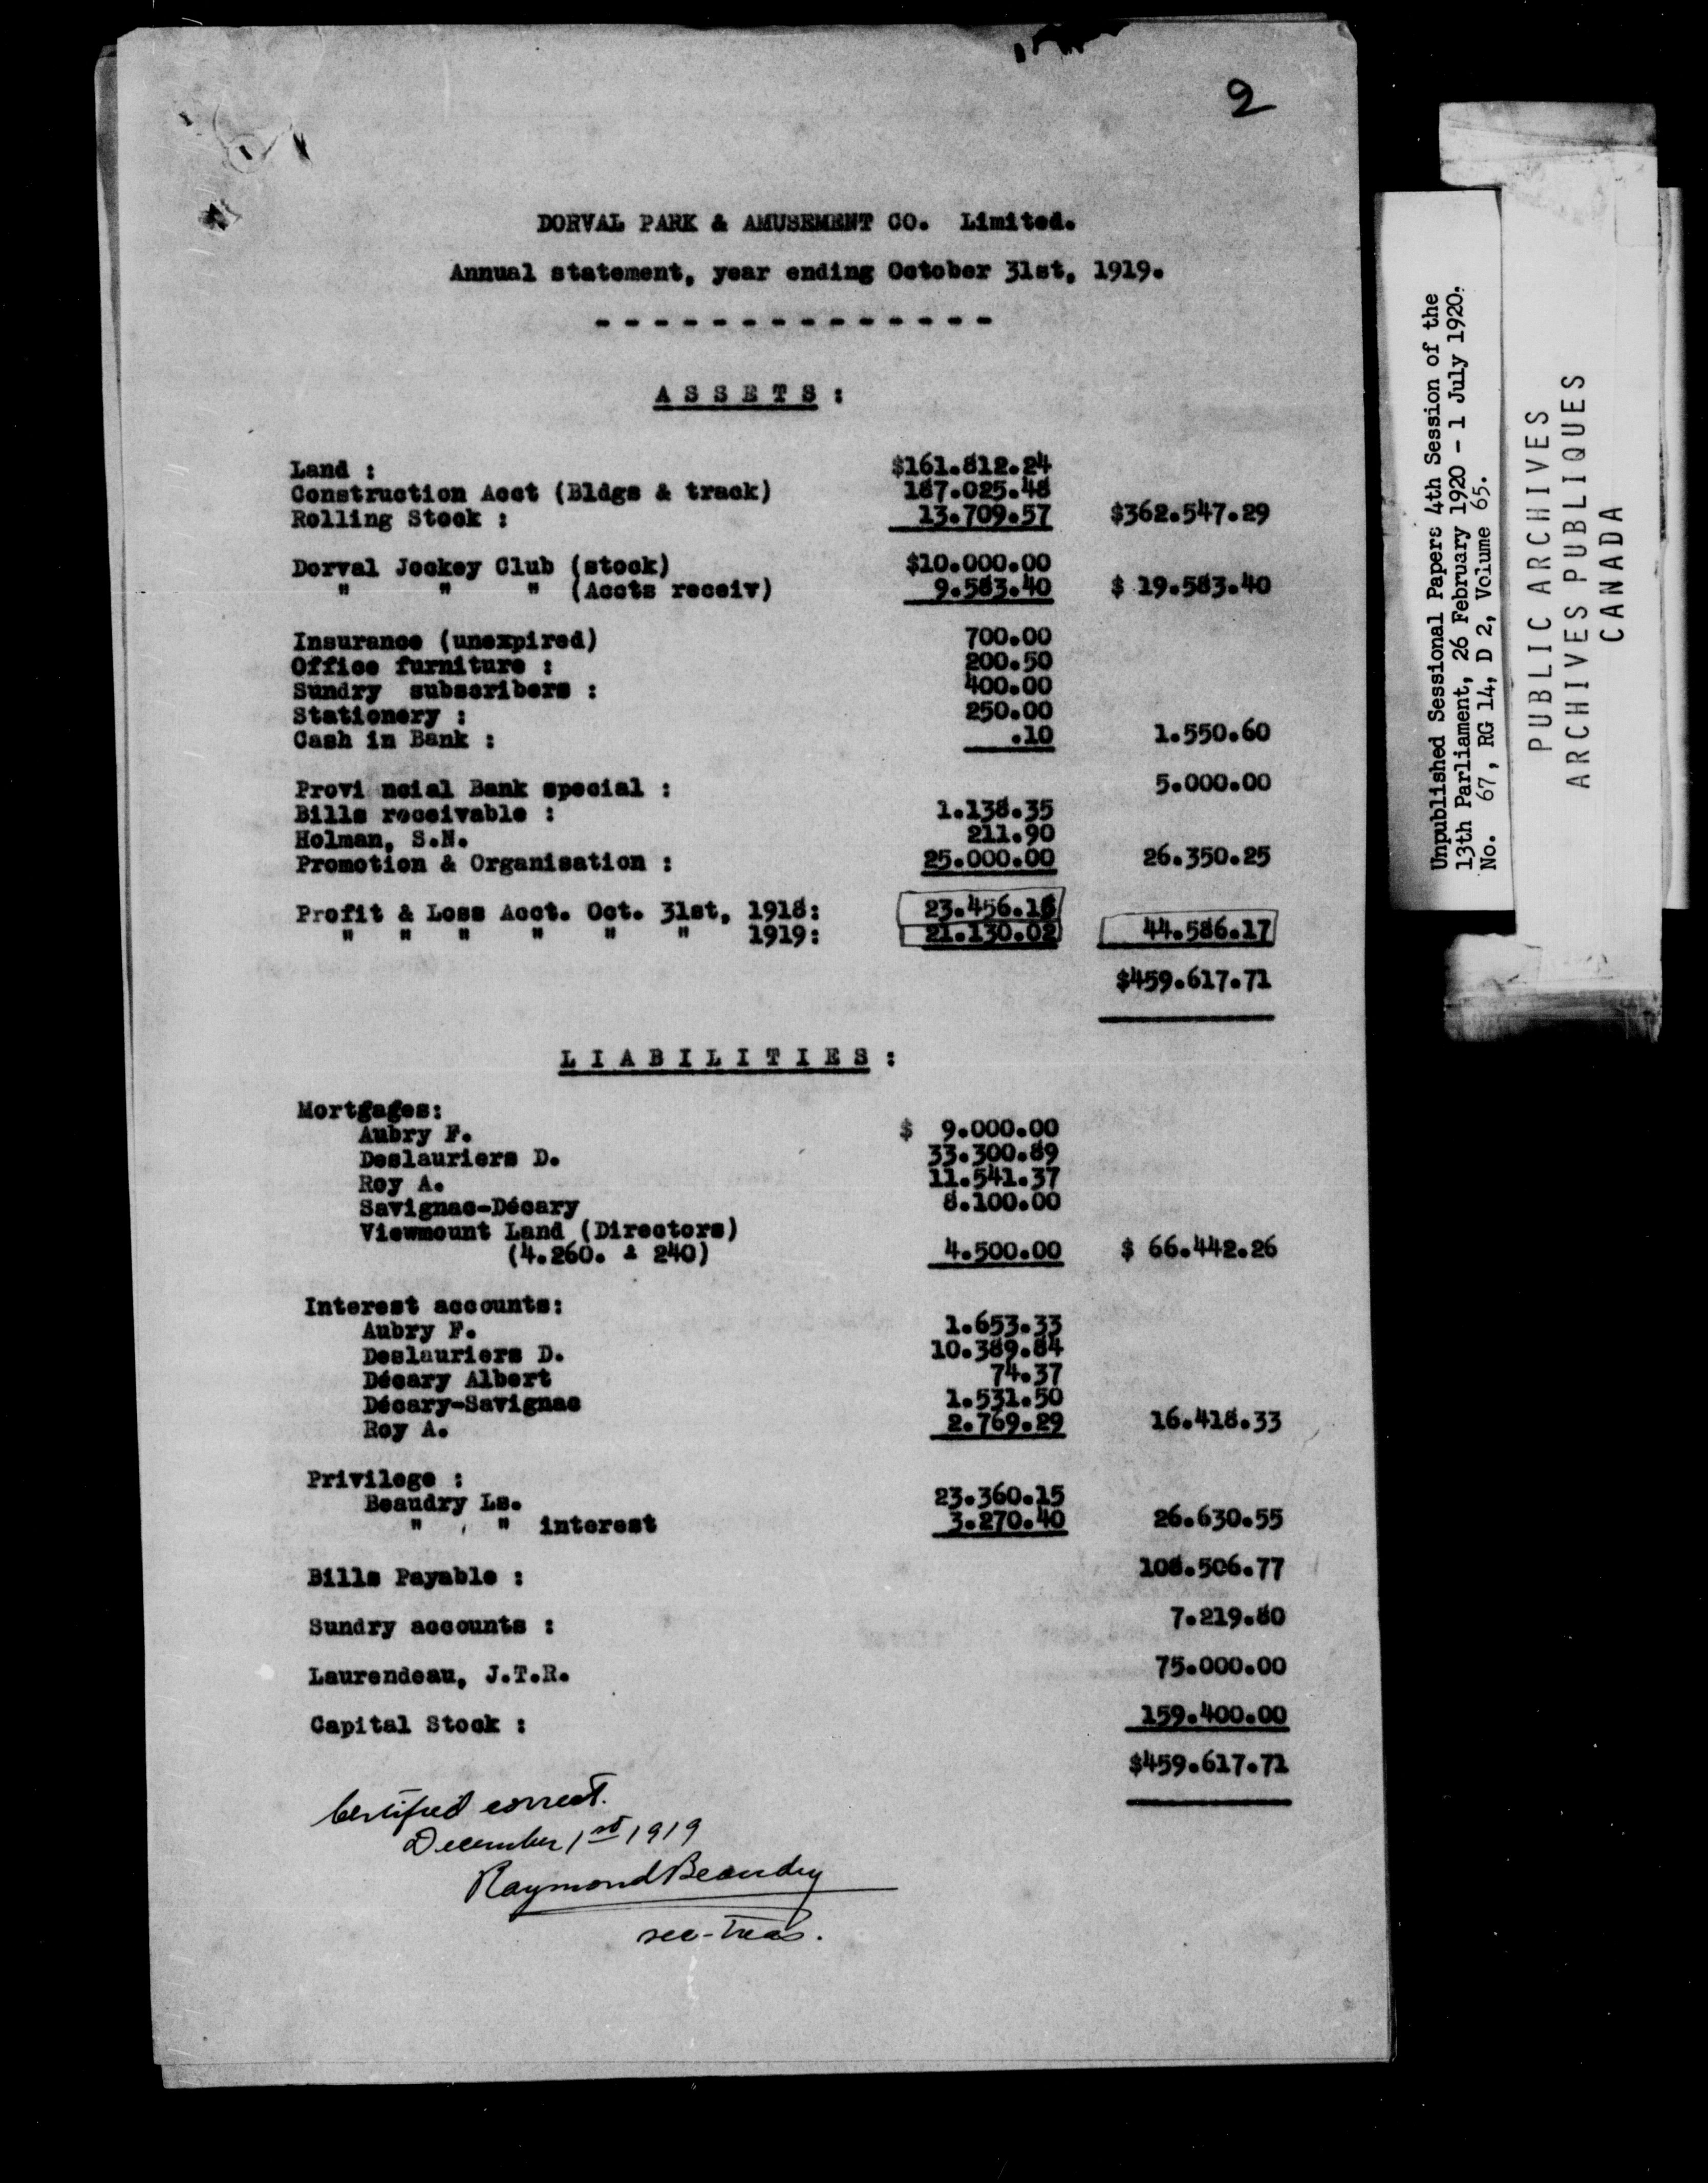 2
DORVAL PARK & AMUSEMENT CO. Limited.
Annual statement, year ending October 31st, 1919.
- - - - - - - - - - - - - -
A S S E T S :
Land : $161.812.24
Construction Acct (Bldgs & track) 187.025.48
Rolling Stock : 13.709.57 $362.547.29
Dorval Jockey Club (stock) $10.000.00
" " " (Accts receiv) 9.583.40 $ 19.583.40
Insurance (unexpired) 700.00
Office furniture : 200.50
Sundry subscribers : 400.00
Stationery : 250.00
Cash in Bank : .10 1.550.60
Provi ncial Bank special : 5.000.00
Bills receivable : 1.138.35
Holman, S.N. 211.90
Promotion & Organisation : 25.000.00 26.350.25
Profit & Loss Acct. Oct. 31st, 1918: 23.456.15
" " " " " " 1919: 21.130.02 44.586.17
$459.617.71
L I A B I L I T I E S :
Mortgages:
Aubry F. $ 9.000.00
Deslauriers D. 33.300.89
Roy A. 11.541.37
Savignac-Décary 8.100.00
Viewmount Land (Directors)
(4.260. & 240) 4.500.00 $ 66.442.26
Interest accounts:
Aubry F. 1.653.33
Deslauriers D. 10.389.84
Décary Albert 74.37
Décary-Savignac 1.531.50
Roy A. 2.769.29 16.418.33
Privilege :
Beaudry Ls. 23.360.15
" " interest 3.270.40 26.630.55
Bills Payable : 108.506.77
Sundry accounts : 7.219.80
Laurendeau, J.T.R. 75.000.00
Capital Stock : 159.400.00
$459.617.71
Certified correct.
December 1st 1919
Raymond Beaudry
sec-treas.
Unpublished Sessional Papers 4th Session of the
13th Parliament, 26 February 1920 - 1 July 1920.
No. 67, RG 14, D 2, Volume 65.
PUBLIC ARCHIVES
ARCHIVES PUBLIQUES
CANADA